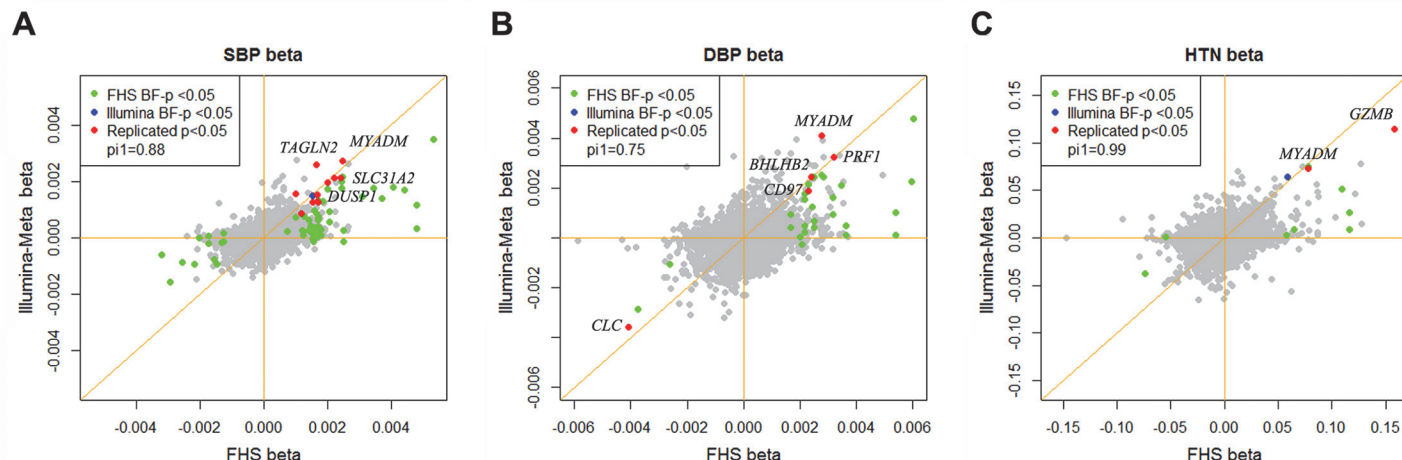 A
SBP beta
FHS BF-p <0.05
Illumina BF-p <0.05
Replicated p<0.05
pi1=0.88
TAGLN2
MYADM
SLC31A2
DUSP1
Illumina-Meta beta
0.004
0.002
0.000
-0.002
-0.004
-0.004
-0.002
0.000
0.002
0.004
FHS beta
B
DBP beta
FHS BF-p <0.05
Illumina BF-p <0.05
Replicated p<0.05
pi1=0.75
MYADM
BHLHB2
PRF1
CD97
CLC
Illumina-Meta beta
0.006
0.004
0.002
0.000
-0.002
-0.006
-0.006
-0.004
-0.002
0.000
0.002
0.004
0.006
FHS beta
C
HTN beta
FHS BF-p <0.05
Illumina BF-p <0.05
Replicated p<0.05
pi1=0.99
GZMB
MYADM
Illumina-Meta beta
0.15
0.10
0.05
0.00
-0.05
-0.10
-0.15
-0.15
-0.10
-0.05
0.00
0.05
0.10
0.15
FHS beta